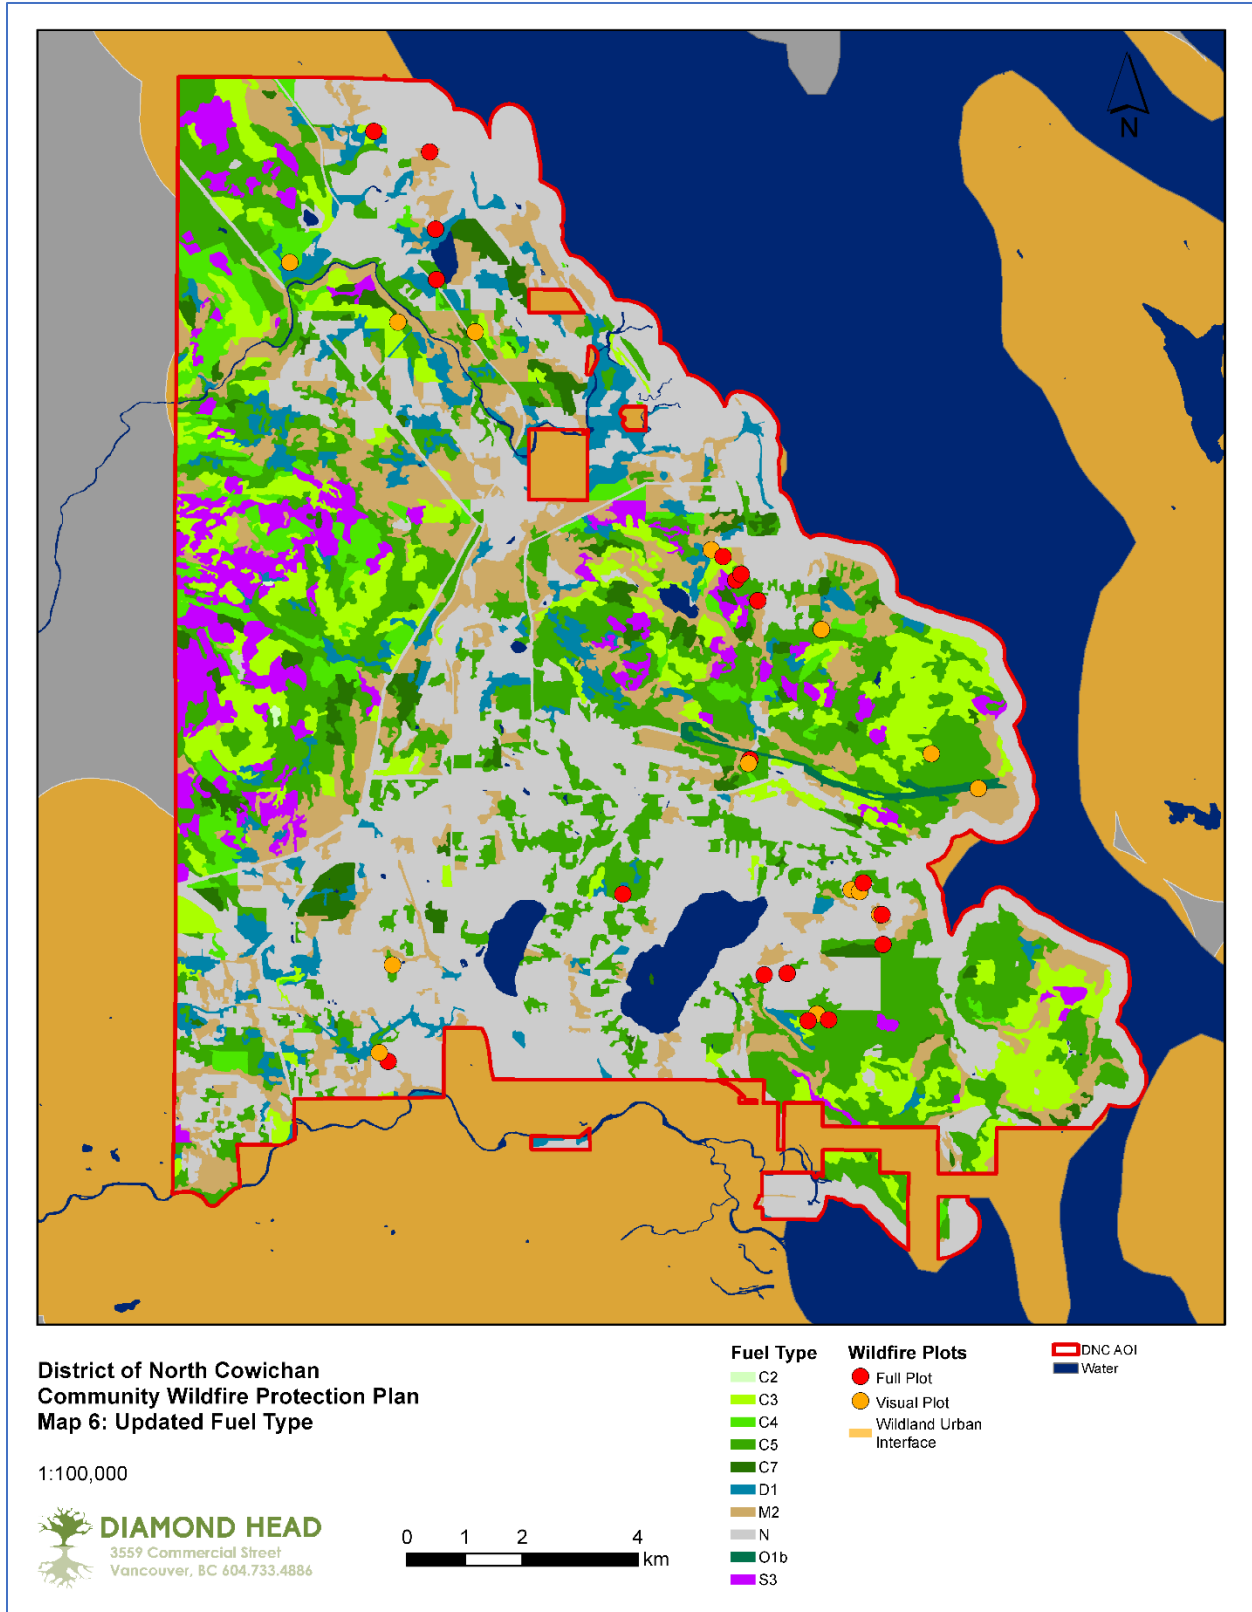 N
District of North Cowichan
Community Wildfire Protection Plan
Map 6: Updated Fuel Type
1:100,000
DIAMOND HEAD
3559 Commercial Street
Vancouver, BC 604.733.4886
0 1 2 4
km
Fuel Type
C2
C3
C4
C5
C7
D1
M2
N
O1b
S3
Wildfire Plots
Full Plot
Visual Plot
Wildland Urban
Interface
DNC AOI
Water